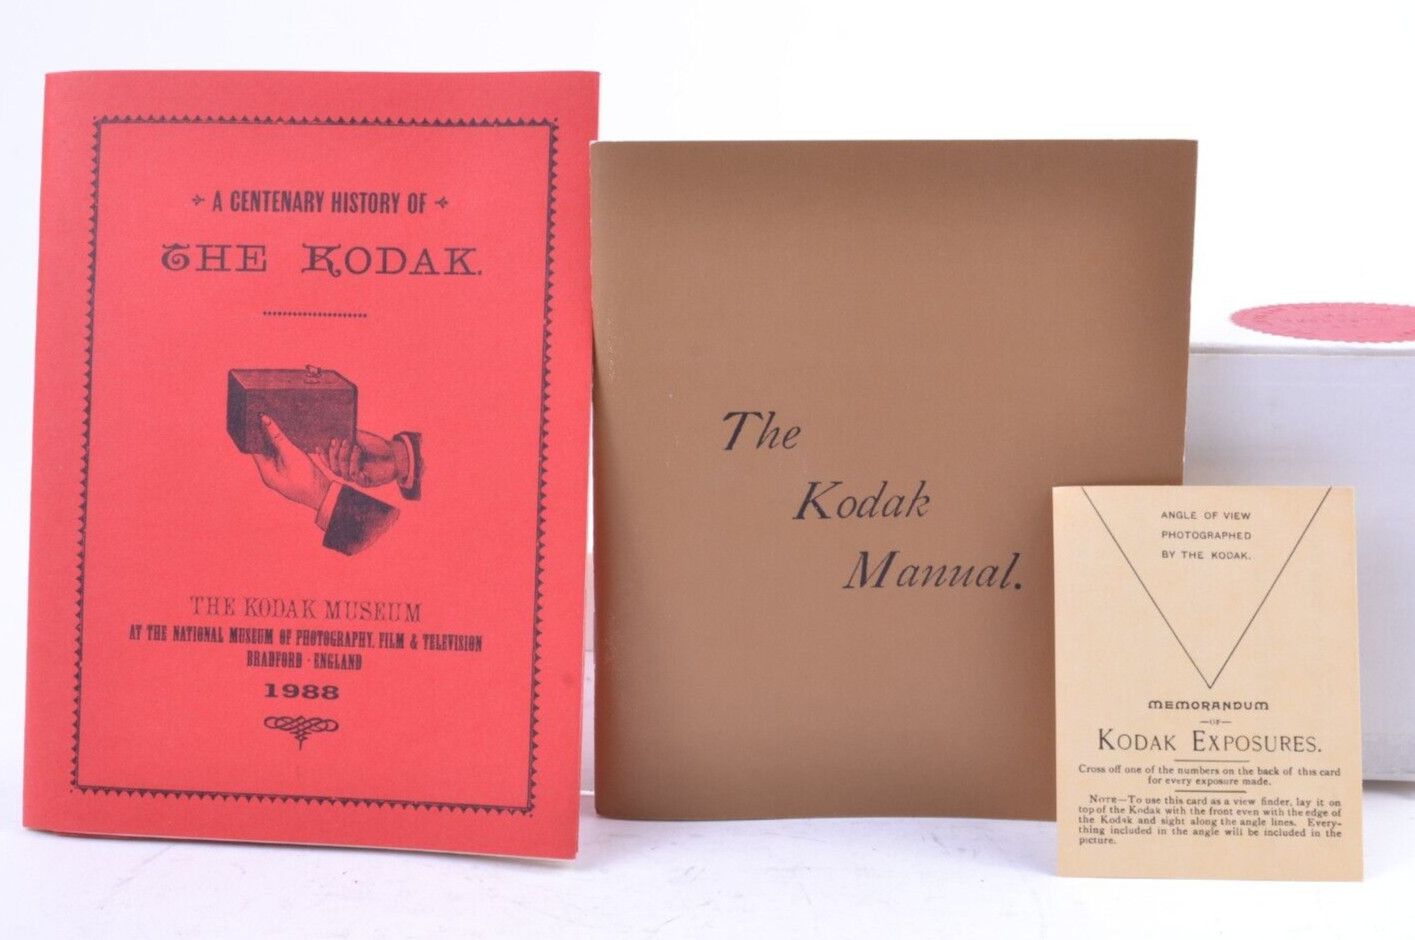 A CENTENARY HISTORY OF
THE KODAK.
THE KODAK MUSEUM
AT THE NATIONAL MUSEUM OF PHOTOGRAPHY, FILM & TELEVISION
BRADFORD · ENGLAND
1988
The
Kodak
Manual.
ANGLE OF VIEW
PHOTOGRAPHED
BY THE KODAK.
MEMORANDUM
—OF—
KODAK EXPOSURES.
Cross off one of the numbers on the back of this card
for every exposure made.
NOTE—To use this card as a view finder, lay it on
top of the Kodak with the front even with the edge of
the Kodak and sight along the angle lines. Every-
thing included in the angle will be included in the
picture.